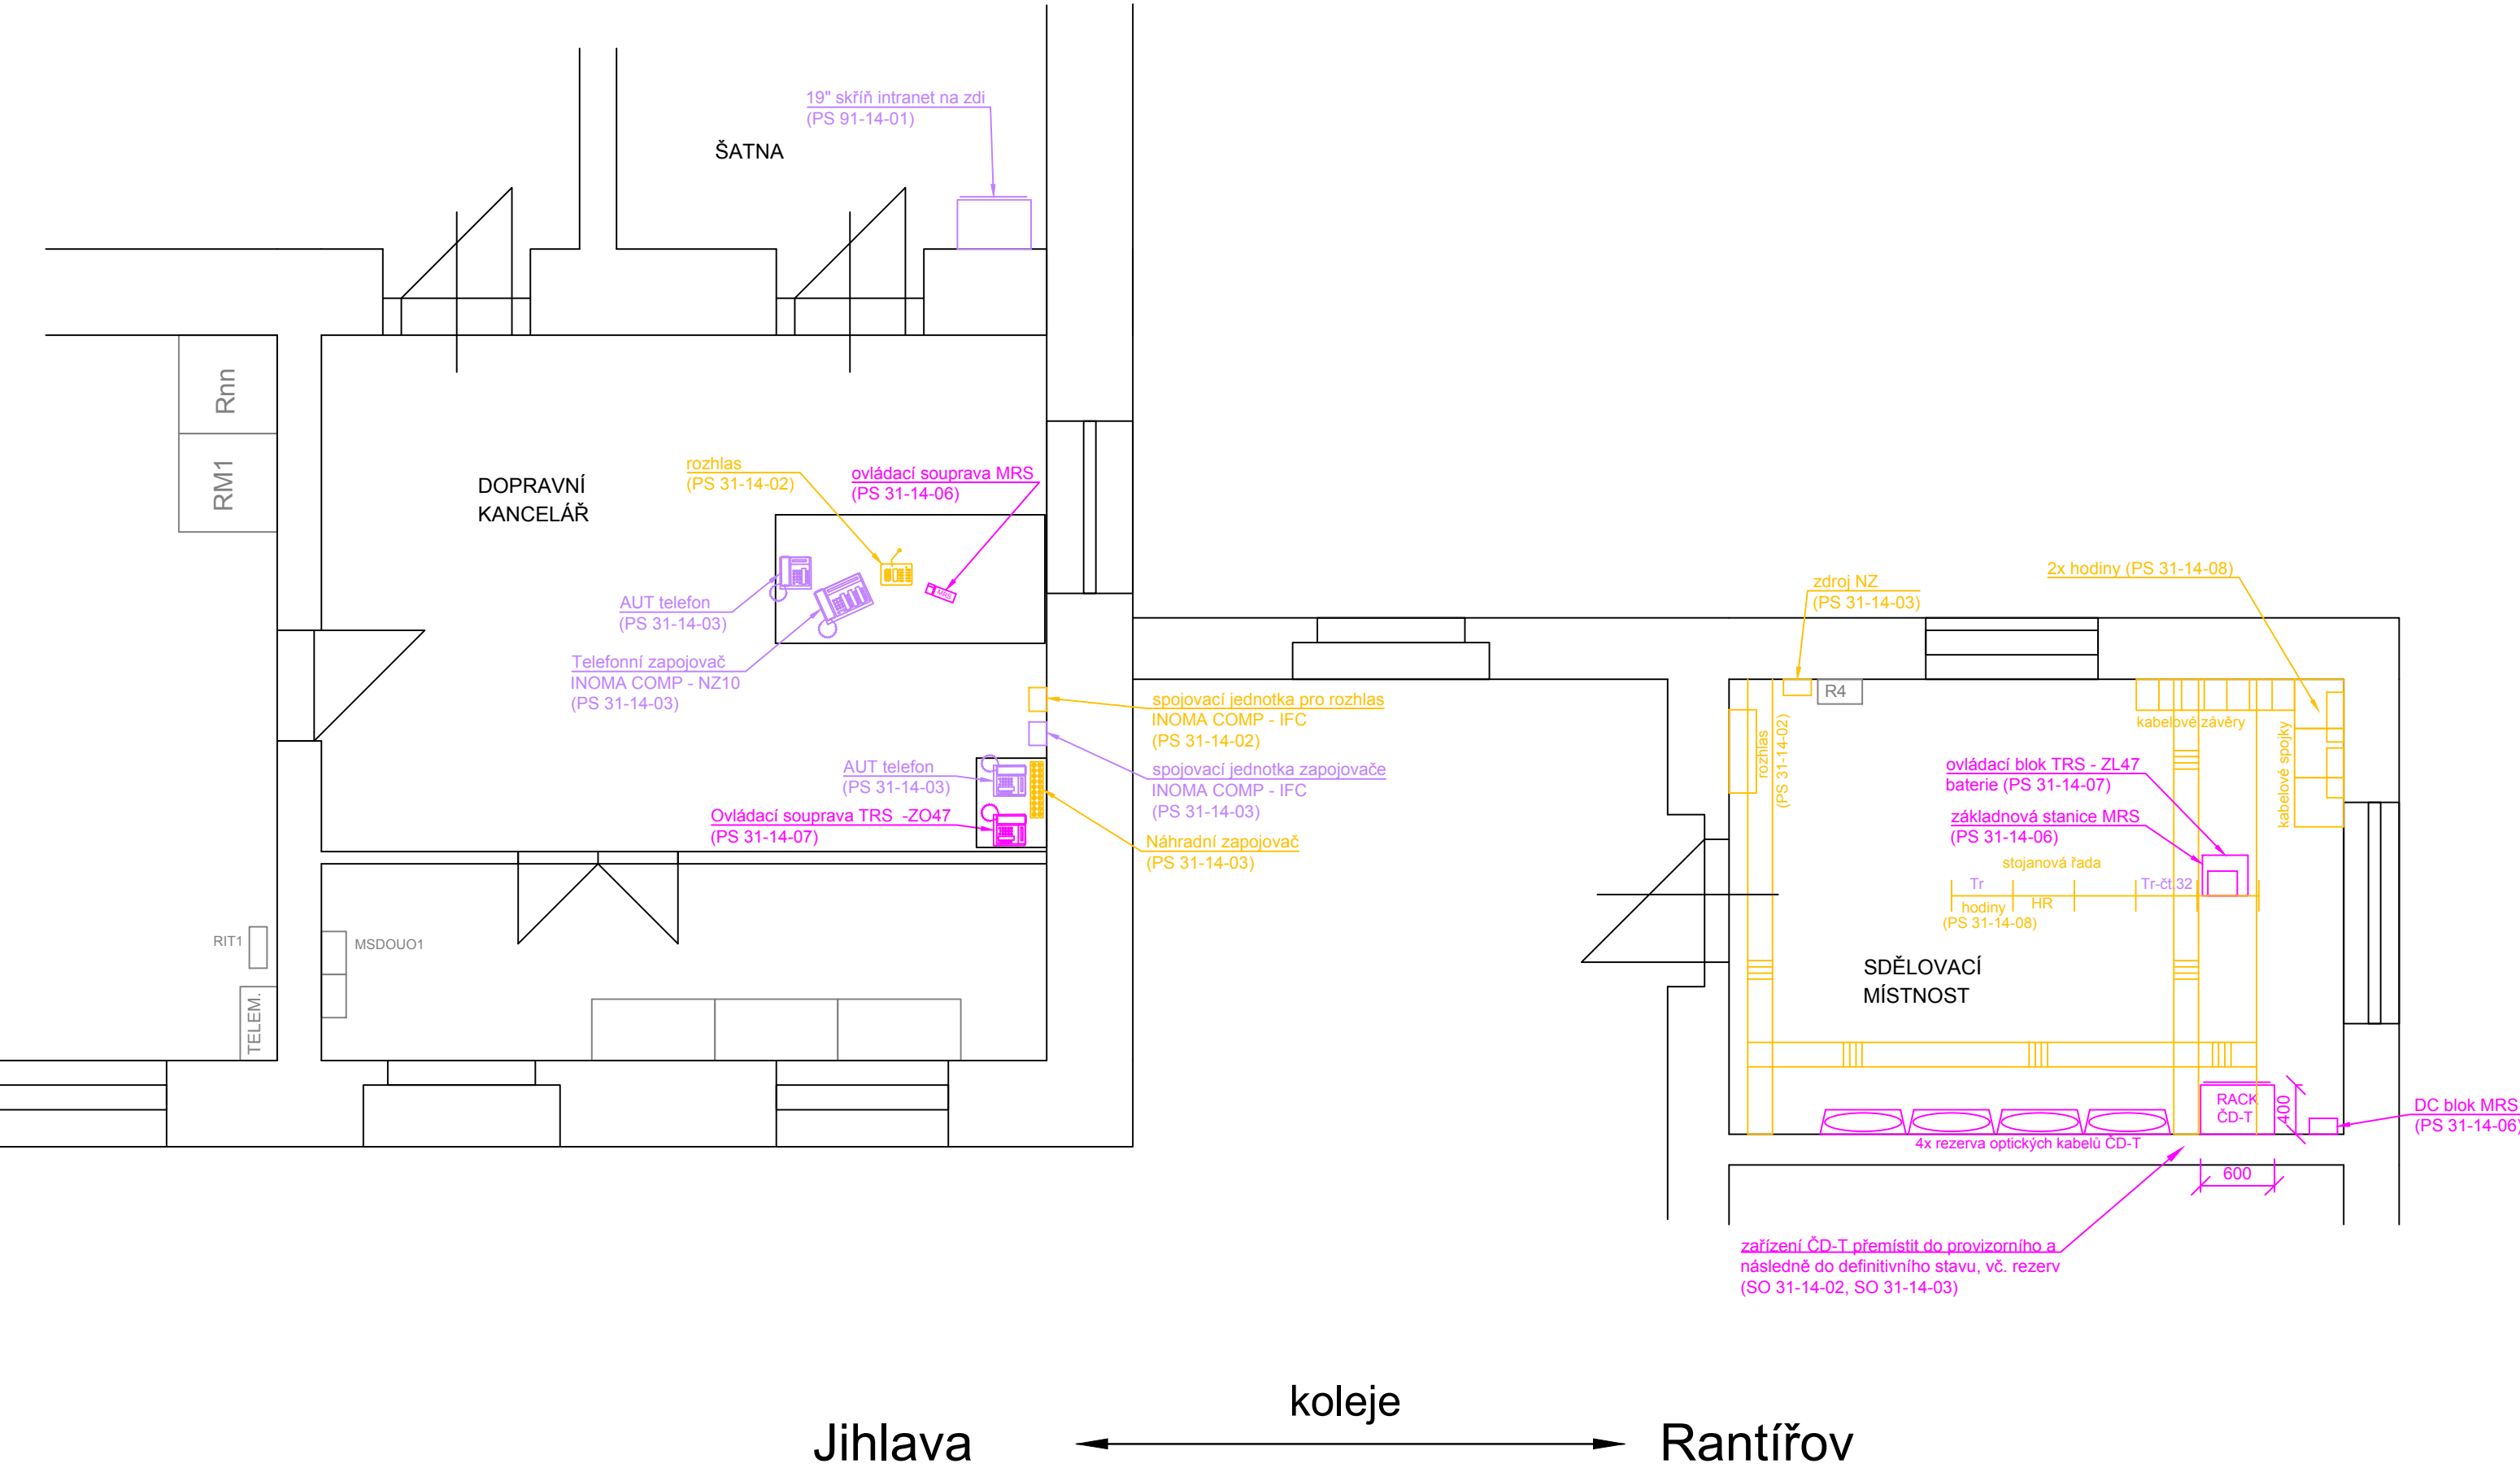 19" skříň intranet na zdi
(PS 91-14-01)
ŠATNA
Rnn
RM1
DOPRAVNÍ
KANCELÁŘ
rozhlas
(PS 31-14-02)
ovládací souprava MRS
(PS 31-14-06)
MRS
AUT telefon
(PS 31-14-03)
Telefonní zapojovač
INOMA COMP - NZ10
(PS 31-14-03)
spojovací jednotka pro rozhlas
INOMA COMP - IFC
(PS 31-14-02)
spojovací jednotka zapojovače
INOMA COMP - IFC
(PS 31-14-03)
AUT telefon
(PS 31-14-03)
Ovládací souprava TRS -ZO47
(PS 31-14-07)
Náhradní zapojovač
(PS 31-14-03)
RIT1
MSDOUO1
TELEM.
zdroj NZ
(PS 31-14-03)
2x hodiny (PS 31-14-08)
R4
kabelové závěry
rozhlas
(PS 31-14-02)
kabelové spojky
ovládací blok TRS - ZL47
baterie (PS 31-14-07)
základnová stanice MRS
(PS 31-14-06)
stojanová řada
Tr
Tr-čt.32
hodiny
HR
(PS 31-14-08)
SDĚLOVACÍ
MÍSTNOST
RACK
ČD-T
400
DC blok MRS
(PS 31-14-06)
4x rezerva optických kabelů ČD-T
600
zařízení ČD-T přemístit do provizorního a
následně do definitivního stavu, vč. rezerv
(SO 31-14-02, SO 31-14-03)
koleje
Jihlava
Rantířov